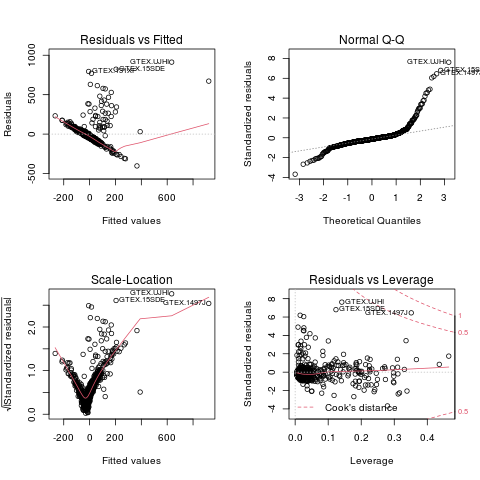 Residuals vs Fitted
Residuals
-500 0 500 1000
GTEX.UJHI
GTEX.15SDE
-200 0 200 400 600
Fitted values
Normal Q-Q
Standardized residuals
-4 -2 0 2 4 6 8
GTEX.UJHI
GTEX.15S
GTEX.1497J
-3 -2 -1 0 1 2 3
Theoretical Quantiles
Scale-Location
√|Standardized residuals|
0.0 1.0 2.0
GTEX.UJHI
GTEX.15SDE
GTEX.1497J
-200 0 200 400 600
Fitted values
Residuals vs Leverage
Standardized residuals
-4 -2 0 2 4 6 8
GTEX.UJHI
GTEX.15SDE
GTEX.1497J
1
0.5
0.5
Cook's distance
0.0 0.1 0.2 0.3 0.4
Leverage